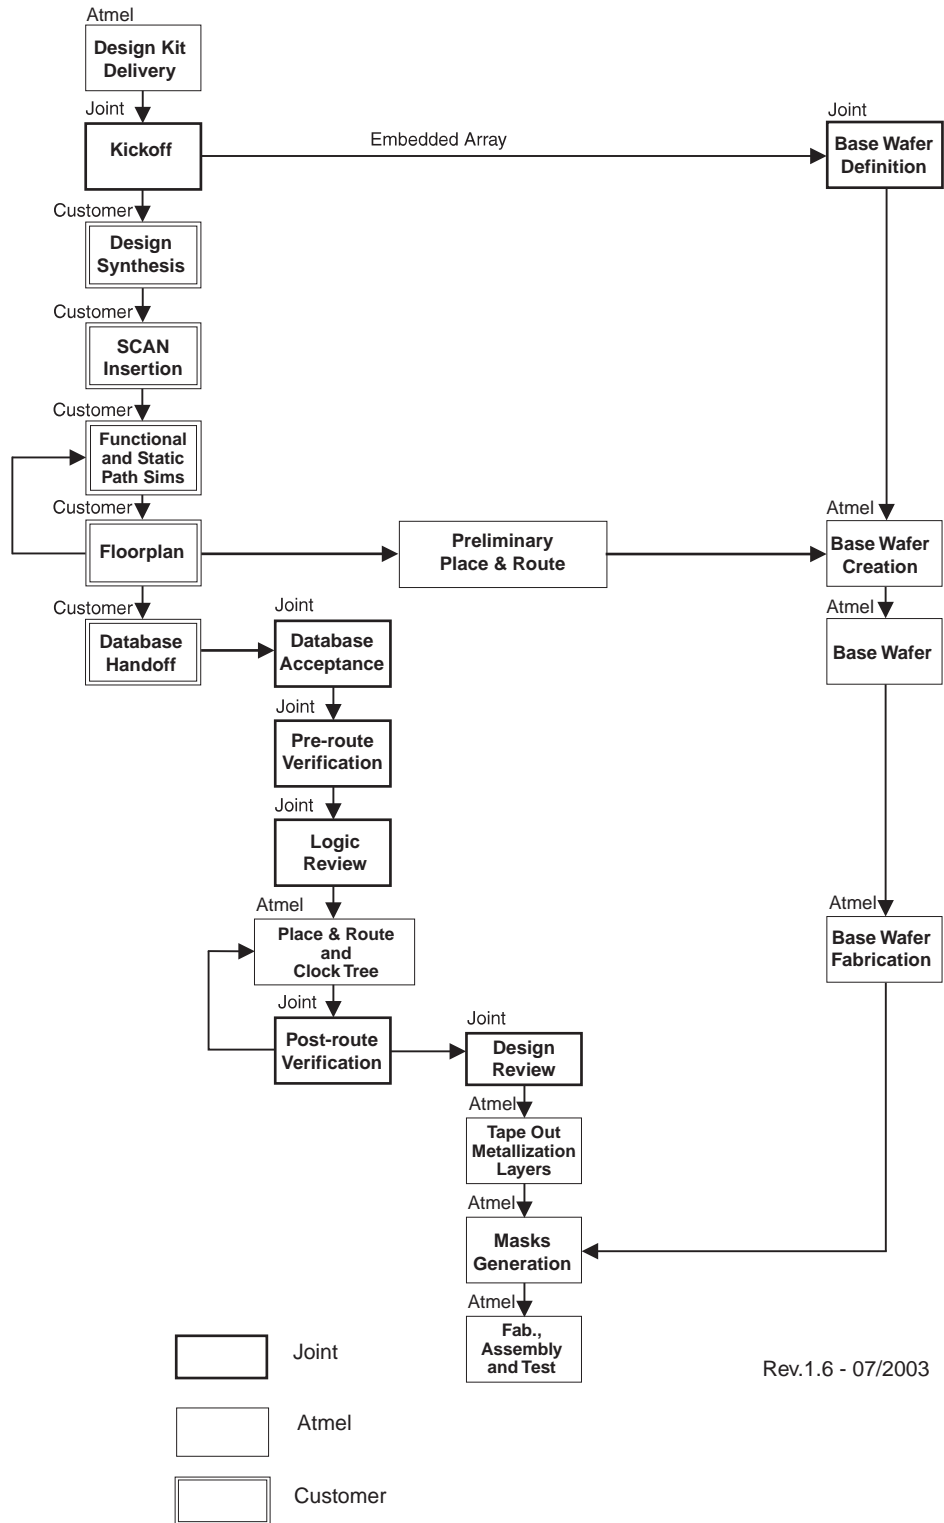 Atmel
Design Kit
Delivery
Joint
Kickoff
Embedded Array
Joint
Base Wafer
Definition
Customer
Design
Synthesis
Customer
SCAN
Insertion
Customer
Functional
and Static
Path Sims
Customer
Floorplan
Preliminary
Place & Route
Atmel
Base Wafer
Creation
Customer
Database
Handoff
Joint
Database
Acceptance
Atmel
Base Wafer
Joint
Pre-route
Verification
Joint
Logic
Review
Atmel
Place & Route
and
Clock Tree
Atmel
Base Wafer
Fabrication
Joint
Post-route
Verification
Joint
Design
Review
Atmel
Tape Out
Metallization
Layers
Atmel
Masks
Generation
Atmel
Fab.,
Assembly
and Test
Joint
Rev.1.6 - 07/2003
Atmel
Customer